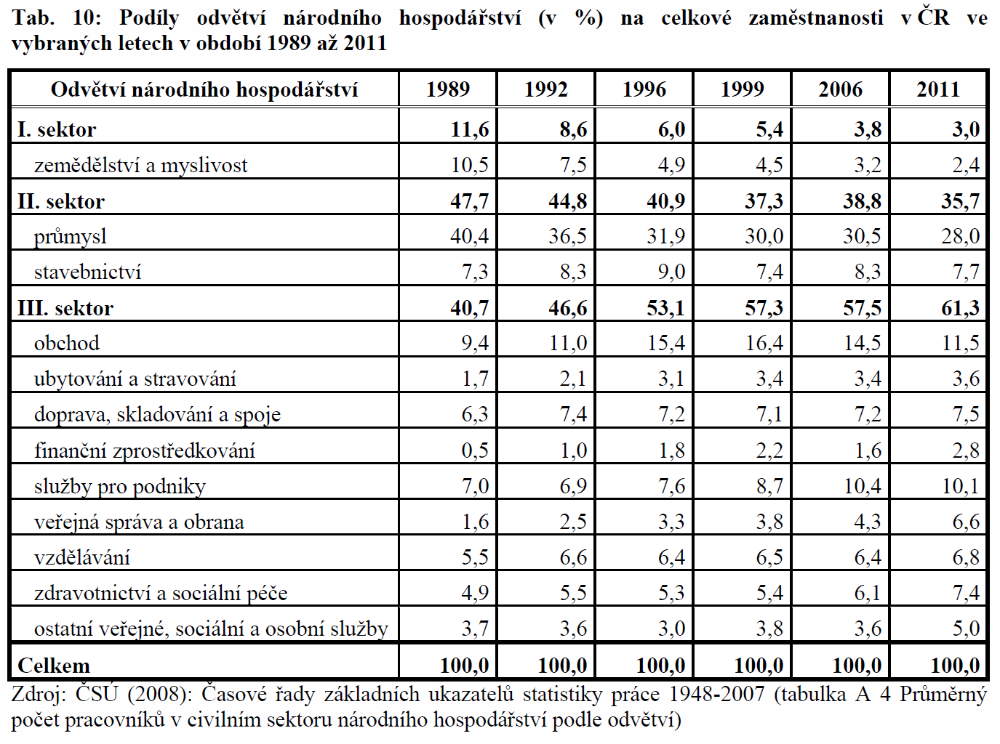 Tab. 10: Podíly odvětví národního hospodářství (v %) na celkové zaměstnanosti v ČR ve
vybraných letech v období 1989 až 2011
Odvětví národního hospodářství 1989 1992 1996 1999 2006 2011
I. sektor 11,6 8,6 6,0 5,4 3,8 3,0
zemědělství a myslivost 10,5 7,5 4,9 4,5 3,2 2,4
II. sektor 47,7 44,8 40,9 37,3 38,8 35,7
průmysl 40,4 36,5 31,9 30,0 30,5 28,0
stavebnictví 7,3 8,3 9,0 7,4 8,3 7,7
III. sektor 40,7 46,6 53,1 57,3 57,5 61,3
obchod 9,4 11,0 15,4 16,4 14,5 11,5
ubytování a stravování 1,7 2,1 3,1 3,4 3,4 3,6
doprava, skladování a spoje 6,3 7,4 7,2 7,1 7,2 7,5
finanční zprostředkování 0,5 1,0 1,8 2,2 1,6 2,8
služby pro podniky 7,0 6,9 7,6 8,7 10,4 10,1
veřejná správa a obrana 1,6 2,5 3,3 3,8 4,3 6,6
vzdělávání 5,5 6,6 6,4 6,5 6,4 6,8
zdravotnictví a sociální péče 4,9 5,5 5,3 5,4 6,1 7,4
ostatní veřejné, sociální a osobní služby 3,7 3,6 3,0 3,8 3,6 5,0
Celkem 100,0 100,0 100,0 100,0 100,0 100,0
Zdroj: ČSÚ (2008): Časové řady základních ukazatelů statistiky práce 1948-2007 (tabulka A 4 Průměrný
počet pracovníků v civilním sektoru národního hospodářství podle odvětví)